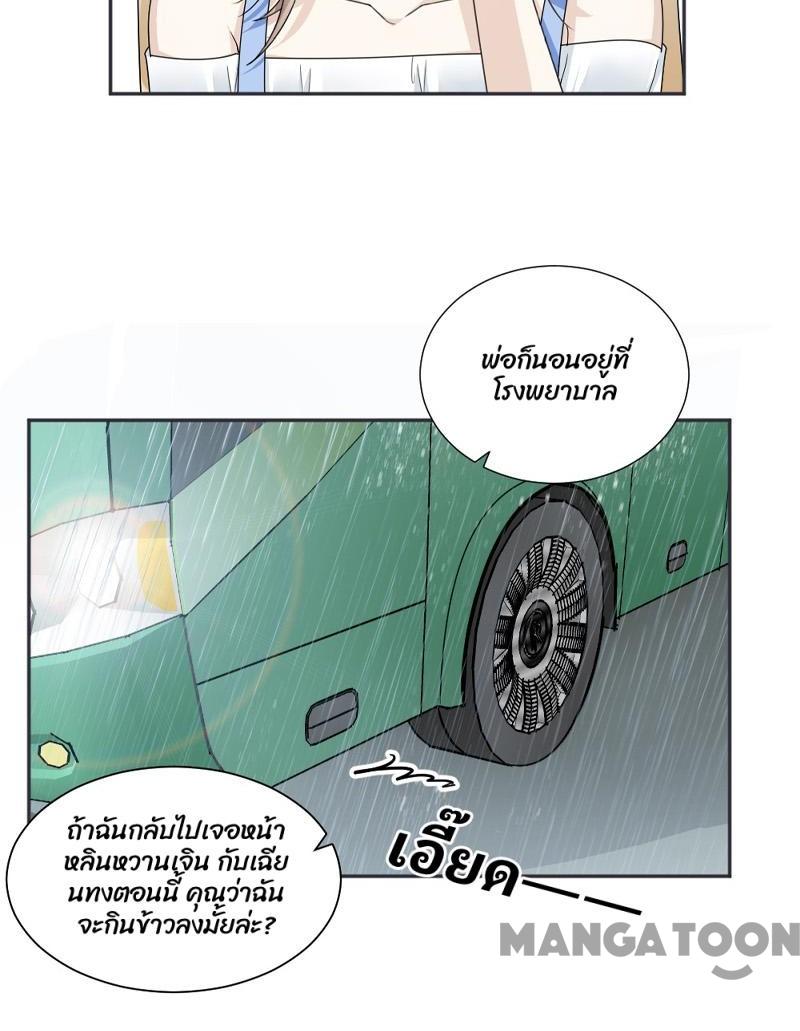 พ่อก็นอนอยู่ที่
โรงพยาบาล
ถ้าฉันกลับไปเจอหน้า
หลินหวานเจิน กับเฉีย
นทงตอนนี้ คุณว่าฉัน
จะกินข้าวลงมั้ยล่ะ?
เอี๊ยด——
MANGATOON